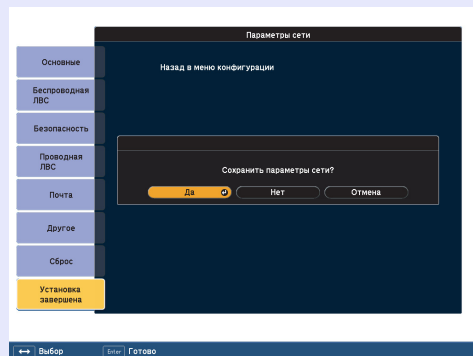 Параметры сети
Основные
Назад в меню конфигурации
Беспроводная
ЛВС
Безопасность
Проводная
ЛВС
Сохранить параметры сети?
Да
Нет
Отмена
Почта
Другое
Сброс
Установка
завершена
Выбор
Enter Готово